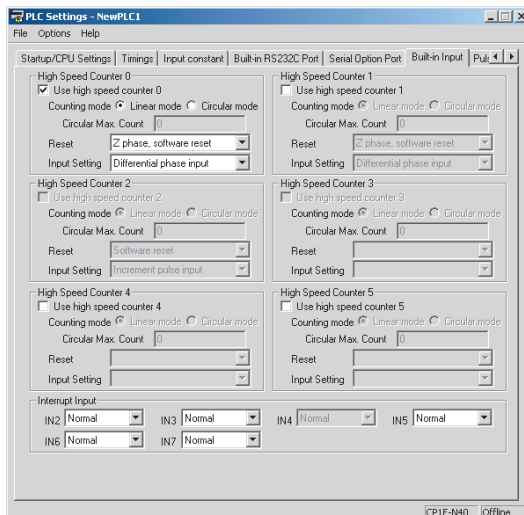 PLC Settings - NewPLC1
File Options Help
Startup/CPU Settings Timings Input constant Built-in RS232C Port Serial Option Port Built-in Input
High Speed Counter 0
Use high speed counter 0
Counting mode Linear mode Circular mode
Circular Max. Count 0
Reset Z phase, software reset
Input Setting Differential phase input
High Speed Counter 1
Use high speed counter 1
Counting mode Linear mode Circular mode
Circular Max. Count 0
Reset Z phase, software reset
Input Setting Differential phase input
High Speed Counter 2
Use high speed counter 2
Counting mode Linear mode Circular mode
Circular Max. Count 0
Reset Software reset
Input Setting Increment pulse input
High Speed Counter 3
Use high speed counter 3
Counting mode Linear mode Circular mode
Circular Max. Count 0
Reset
Input Setting
High Speed Counter 4
Use high speed counter 4
Counting mode Linear mode Circular mode
Circular Max. Count 0
Reset
Input Setting
High Speed Counter 5
Use high speed counter 5
Counting mode Linear mode Circular mode
Circular Max. Count 0
Reset
Input Setting
Interrupt Input
IN2 Normal IN3 Normal IN4 Normal IN5 Normal
IN6 Normal IN7 Normal
CP1E-N40 Offline